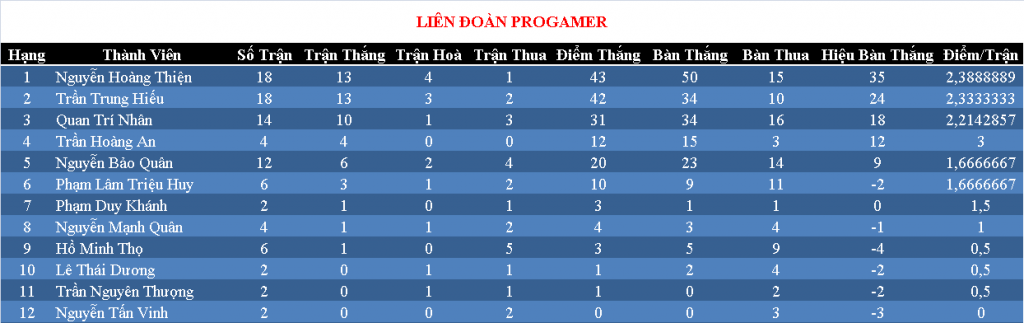 LIÊN ĐOÀN PROGAMER
Hạng Thành Viên Số Trận Trận Thắng Trận Hoà Trận Thua Điểm Thắng Bàn Thắng Bàn Thua Hiệu Bàn Thắng Điểm/Trận
1 Nguyễn Hoàng Thiện 18 13 4 1 43 50 15 35 2,3888889
2 Trần Trung Hiếu 18 13 3 2 42 34 10 24 2,3333333
3 Quan Trí Nhân 14 10 1 3 31 34 16 18 2,2142857
4 Trần Hoàng An 4 4 0 0 12 15 3 12 3
5 Nguyễn Bảo Quân 12 6 2 4 20 23 14 9 1,6666667
6 Phạm Lâm Triệu Huy 6 3 1 2 10 9 11 -2 1,6666667
7 Phạm Duy Khánh 2 1 0 1 3 1 1 0 1,5
8 Nguyễn Mạnh Quân 4 1 1 2 4 3 4 -1 1
9 Hồ Minh Thọ 6 1 0 5 3 5 9 -4 0,5
10 Lê Thái Dương 2 0 1 1 1 2 4 -2 0,5
11 Trần Nguyên Thượng 2 0 1 1 1 0 2 -2 0,5
12 Nguyễn Tấn Vinh 2 0 0 2 0 0 3 -3 0